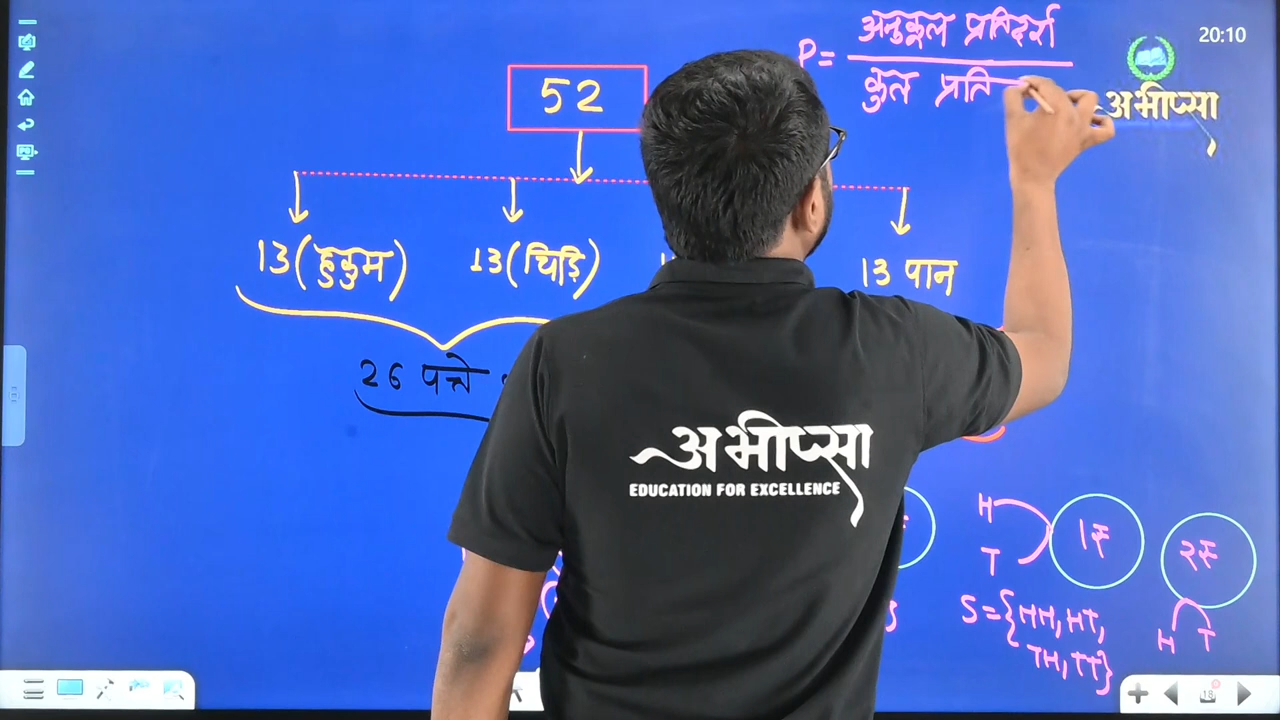 20:10
P = अनुकूल प्रतिदर्श
कुल प्रति
अभीप्सा
52
13 (हुकुम) 13 (चिड़ि) 13 पान
26 पत्ते
अभीप्सा
EDUCATION FOR EXCELLENCE
H
T
1रु
2रु
H T
S={HH, HT,
TH, TT}
18